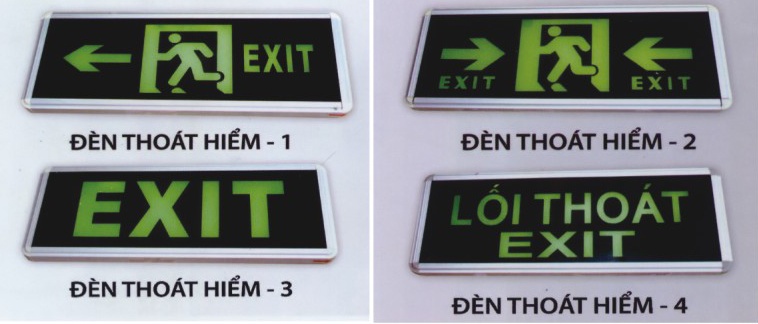 EXIT
ĐÈN THOÁT HIỂM - 1
EXIT EXIT
ĐÈN THOÁT HIỂM - 2
EXIT
ĐÈN THOÁT HIỂM - 3
LỐI THOÁT
EXIT
ĐÈN THOÁT HIỂM - 4